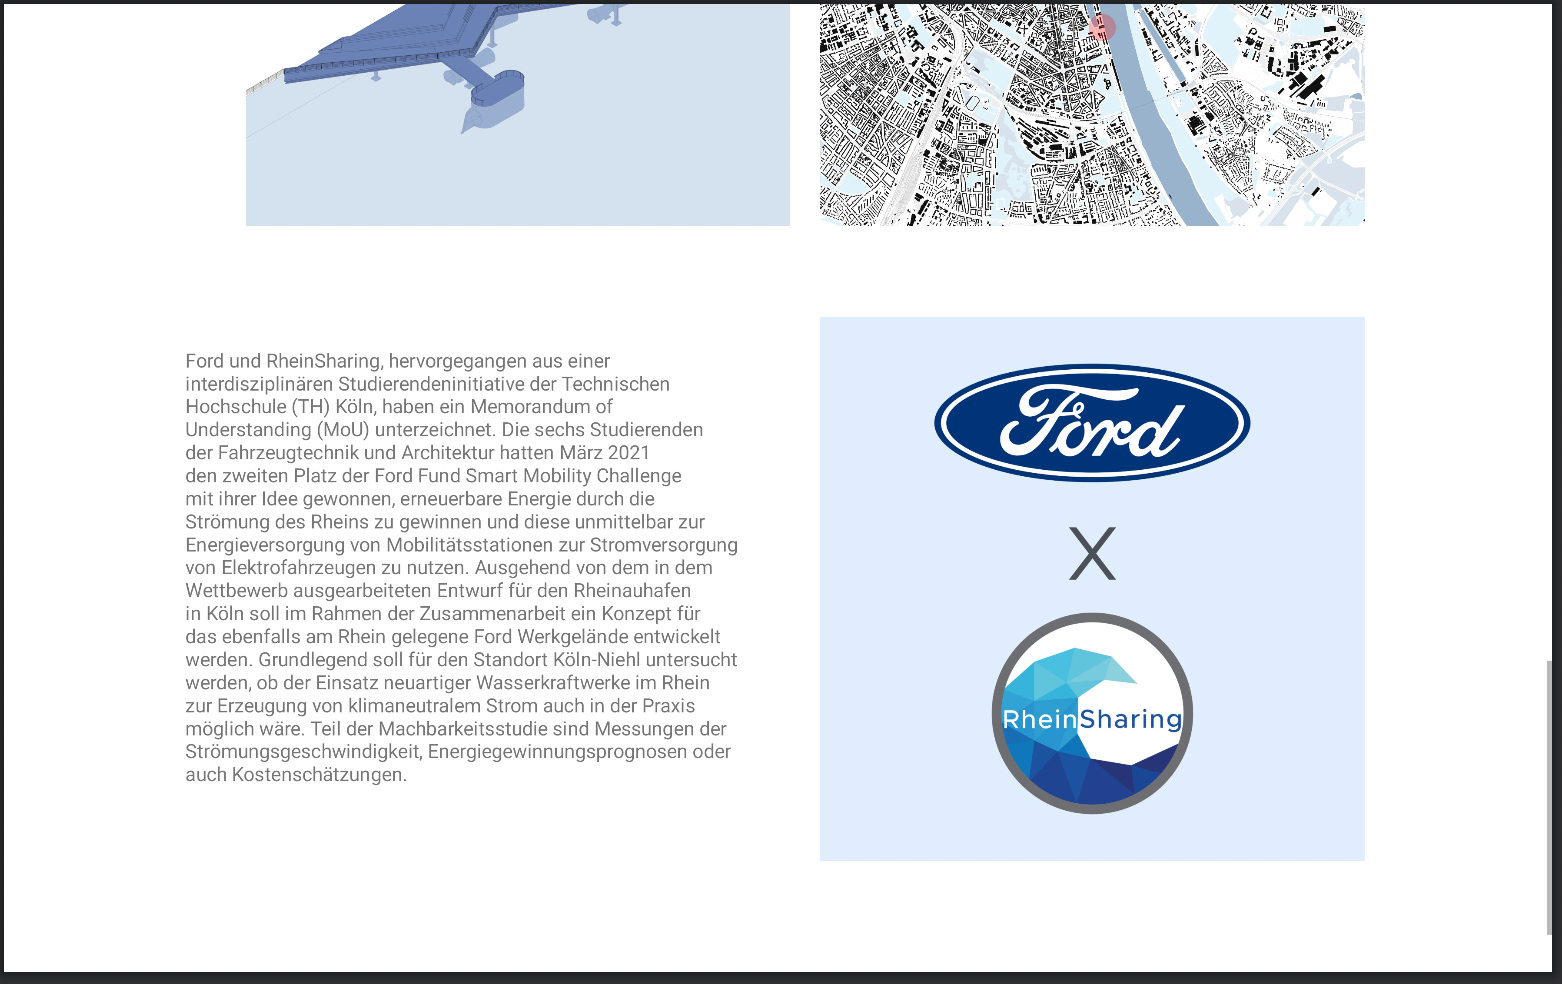 Ford und RheinSharing, hervorgegangen aus einer
interdisziplinären Studierendeninitiative der Technischen
Hochschule (TH) Köln, haben ein Memorandum of
Understanding (MoU) unterzeichnet. Die sechs Studierenden
der Fahrzeugtechnik und Architektur hatten März 2021
den zweiten Platz der Ford Fund Smart Mobility Challenge
mit ihrer Idee gewonnen, erneuerbare Energie durch die
Strömung des Rheins zu gewinnen und diese unmittelbar zur
Energieversorgung von Mobilitätsstationen zur Stromversorgung
von Elektrofahrzeugen zu nutzen. Ausgehend von dem in dem
Wettbewerb ausgearbeiteten Entwurf für den Rheinauhafen
in Köln soll im Rahmen der Zusammenarbeit ein Konzept für
das ebenfalls am Rhein gelegene Ford Werkgelände entwickelt
werden. Grundlegend soll für den Standort Köln-Niehl untersucht
werden, ob der Einsatz neuartiger Wasserkraftwerke im Rhein
zur Erzeugung von klimaneutralem Strom auch in der Praxis
möglich wäre. Teil der Machbarkeitsstudie sind Messungen der
Strömungsgeschwindigkeit, Energiegewinnungsprognosen oder
auch Kostenschätzungen.
Ford
X
RheinSharing